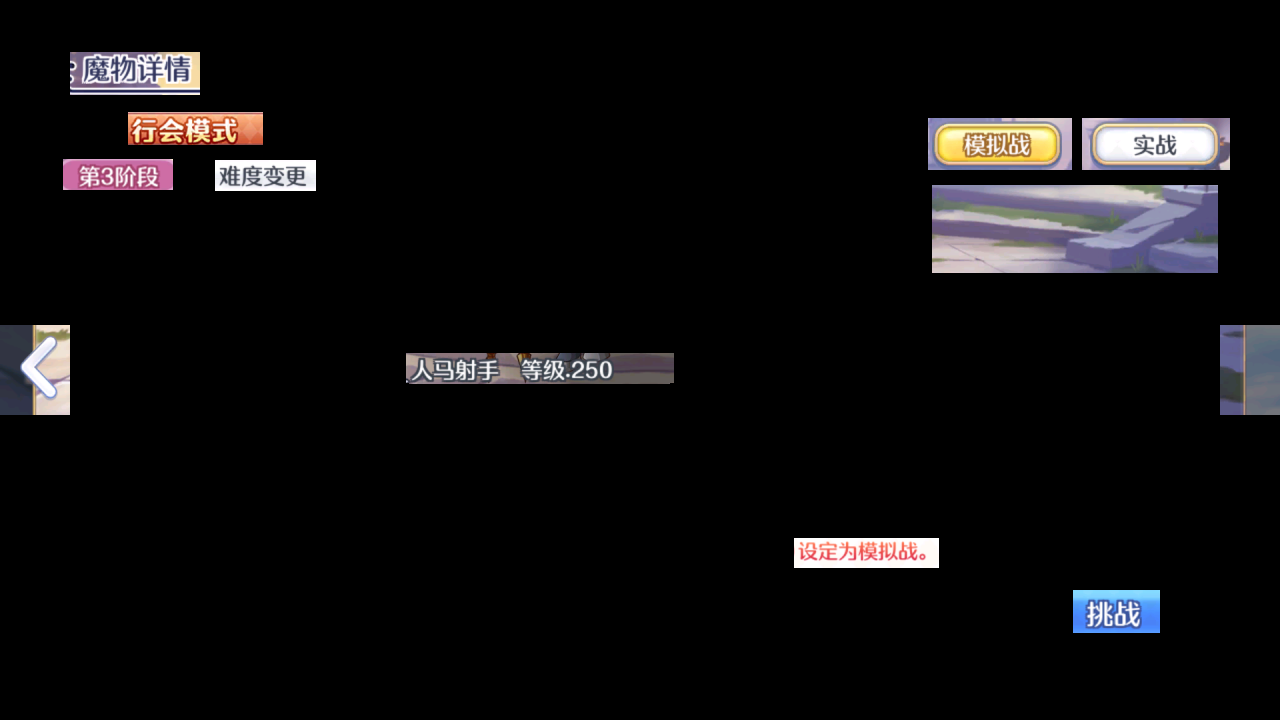 魔物详情
行会模式
模拟战 实战
第3阶段 难度变更
人马射手 等级.250
设定为模拟战。
挑战